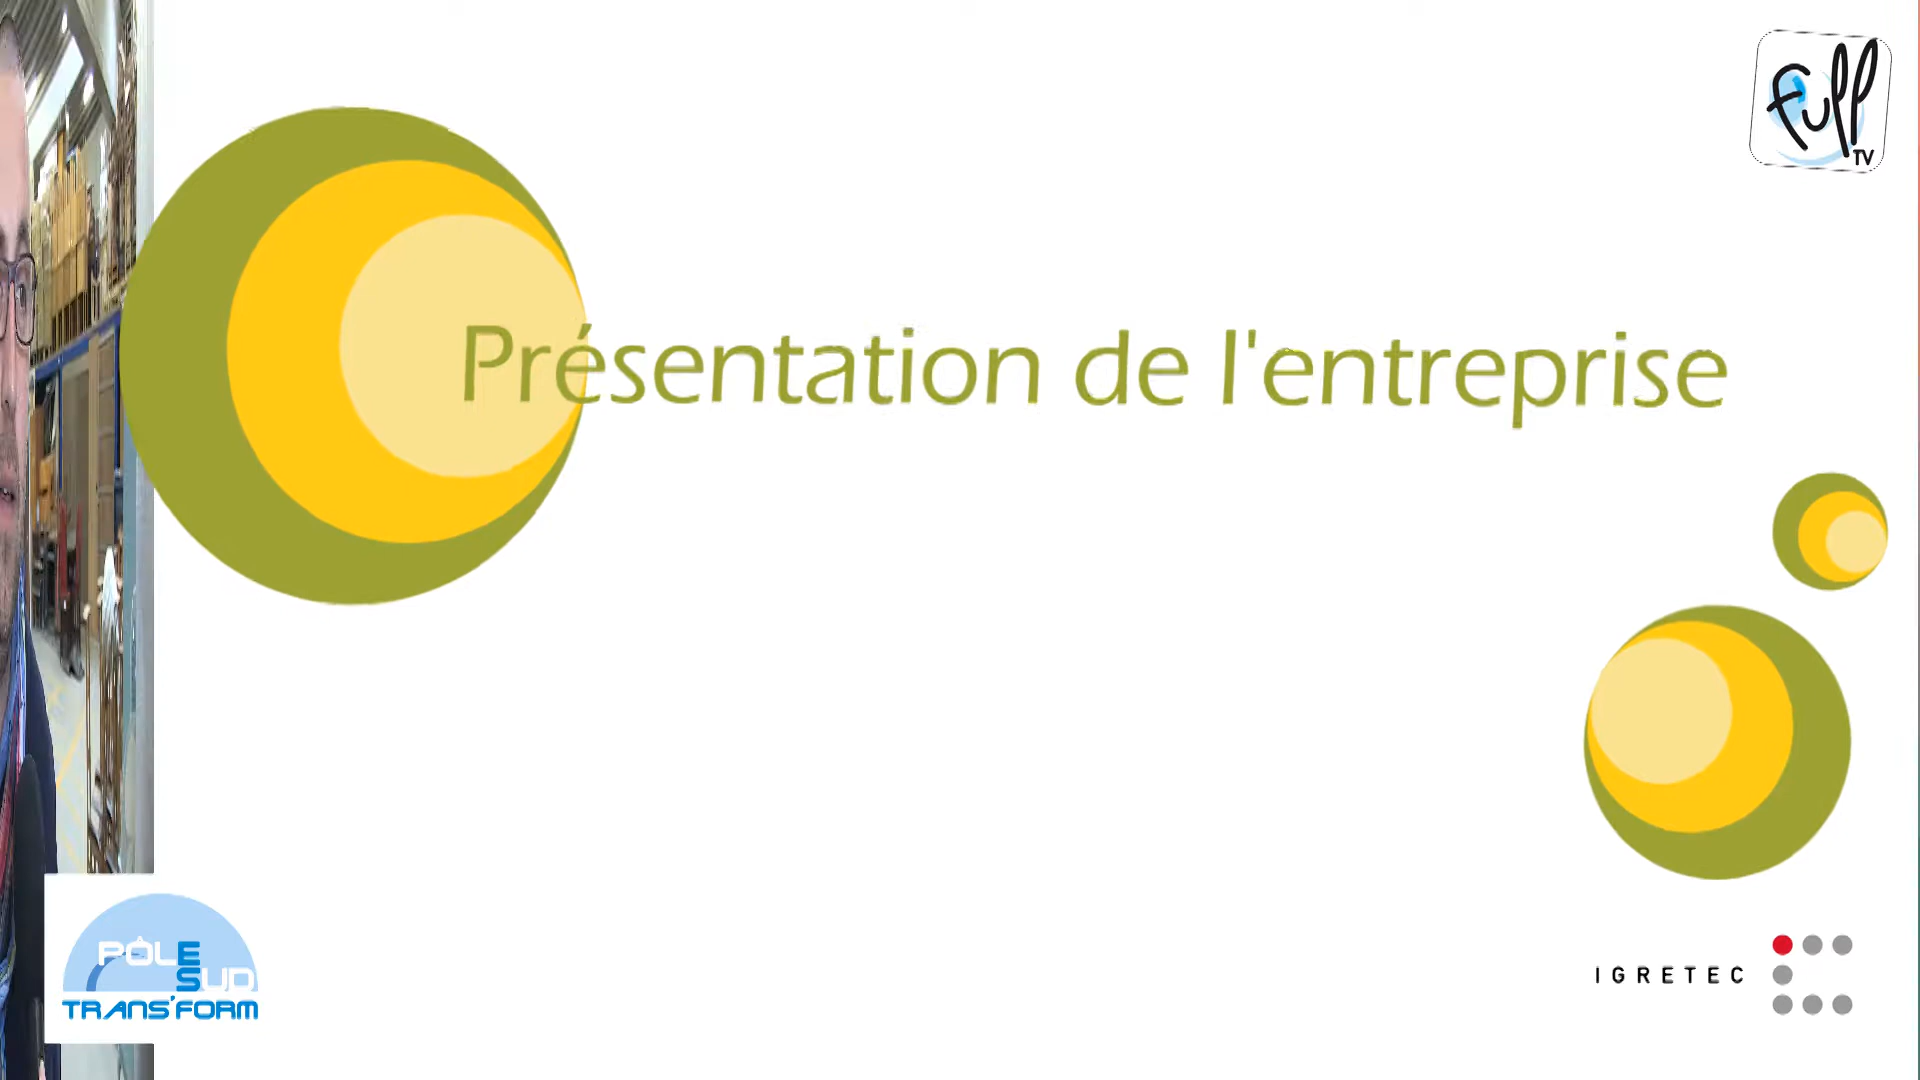 Full
TV
Présentation de l'entreprise
PÔLE
SUD
TRANS'FORM
IGRETEC